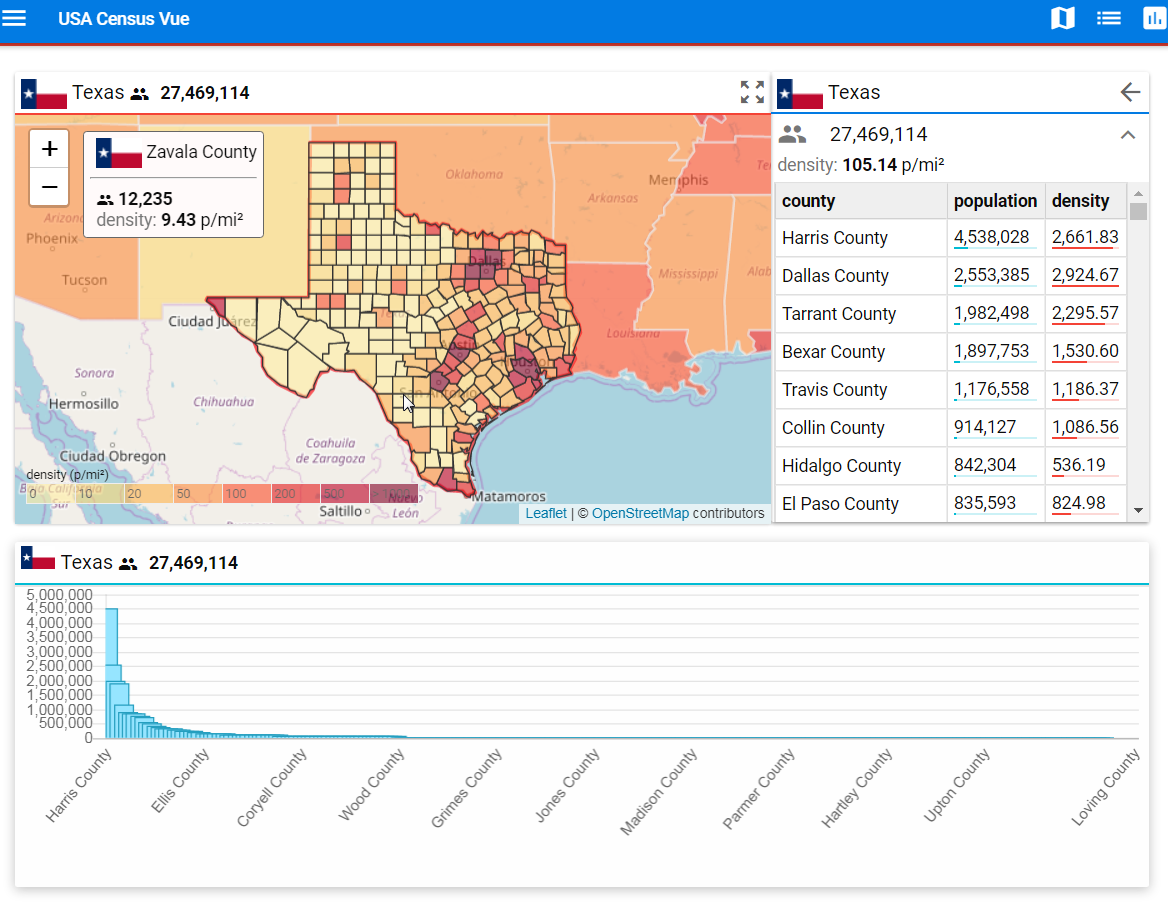 USA Census Vue
Texas 27,469,114
+
−
Zavala County
12,235
density: 9.43 p/mi²
Oklahoma
Memphis
Arkansas
Arizona
Phoenix
Tucson
Mississippi
Alab
Dallas
Ciudad Juárez
Texas
Louisiana
Austin
Houston
San Antonio
Sonora
Hermosillo
Chihuahua
Coahuila
de Zaragoza
Ciudad Obregon
Baja California
Sur
density (p/mi²)
0 10 20 50 100 200 500 > 1000
Nuevo
León
Saltillo
Matamoros
Leaflet | © OpenStreetMap contributors
Texas
27,469,114
density: 105.14 p/mi²
county population density
Harris County 4,538,028 2,661.83
Dallas County 2,553,385 2,924.67
Tarrant County 1,982,498 2,295.57
Bexar County 1,897,753 1,530.60
Travis County 1,176,558 1,186.37
Collin County 914,127 1,086.56
Hidalgo County 842,304 536.19
El Paso County 835,593 824.98
Texas 27,469,114
5,000,000
4,500,000
4,000,000
3,500,000
3,000,000
2,500,000
2,000,000
1,500,000
1,000,000
500,000
0
Harris County
Ellis County
Coryell County
Wood County
Grimes County
Jones County
Madison County
Parmer County
Hartley County
Upton County
Loving County